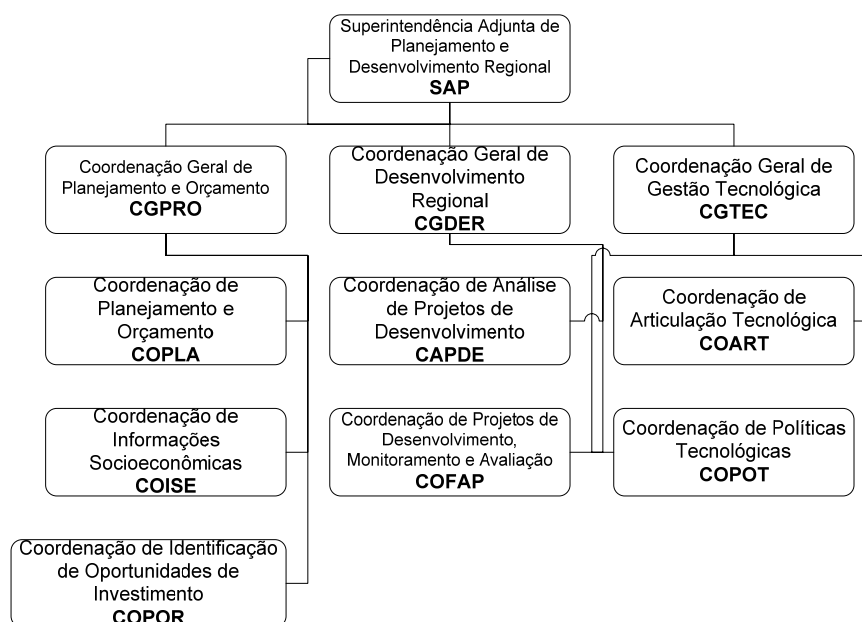 Superintendência Adjunta de
Planejamento e
Desenvolvimento Regional
SAP
Coordenação Geral de
Planejamento e Orçamento
CGPRO
Coordenação Geral de
Desenvolvimento
Regional
CGDER
Coordenação Geral de
Gestão Tecnológica
CGTEC
Coordenação de
Planejamento e
Orçamento
COPLA
Coordenação de Análise
de Projetos de
Desenvolvimento
CAPDE
Coordenação de
Articulação Tecnológica
COART
Coordenação de
Informações
Socioeconômicas
COISE
Coordenação de Projetos de
Desenvolvimento,
Monitoramento e Avaliação
COFAP
Coordenação de Políticas
Tecnológicas
COPOT
Coordenação de Identificação
de Oportunidades de
Investimento
COPOR